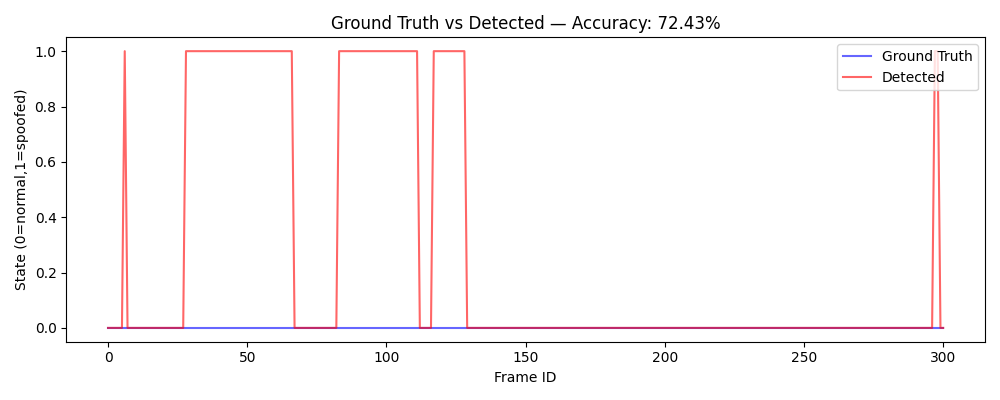 Ground Truth vs Detected — Accuracy: 72.43%
State (0=normal,1=spoofed)
1.0
0.8
0.6
0.4
0.2
0.0
Ground Truth
Detected
0 50 100 150 200 250 300
Frame ID